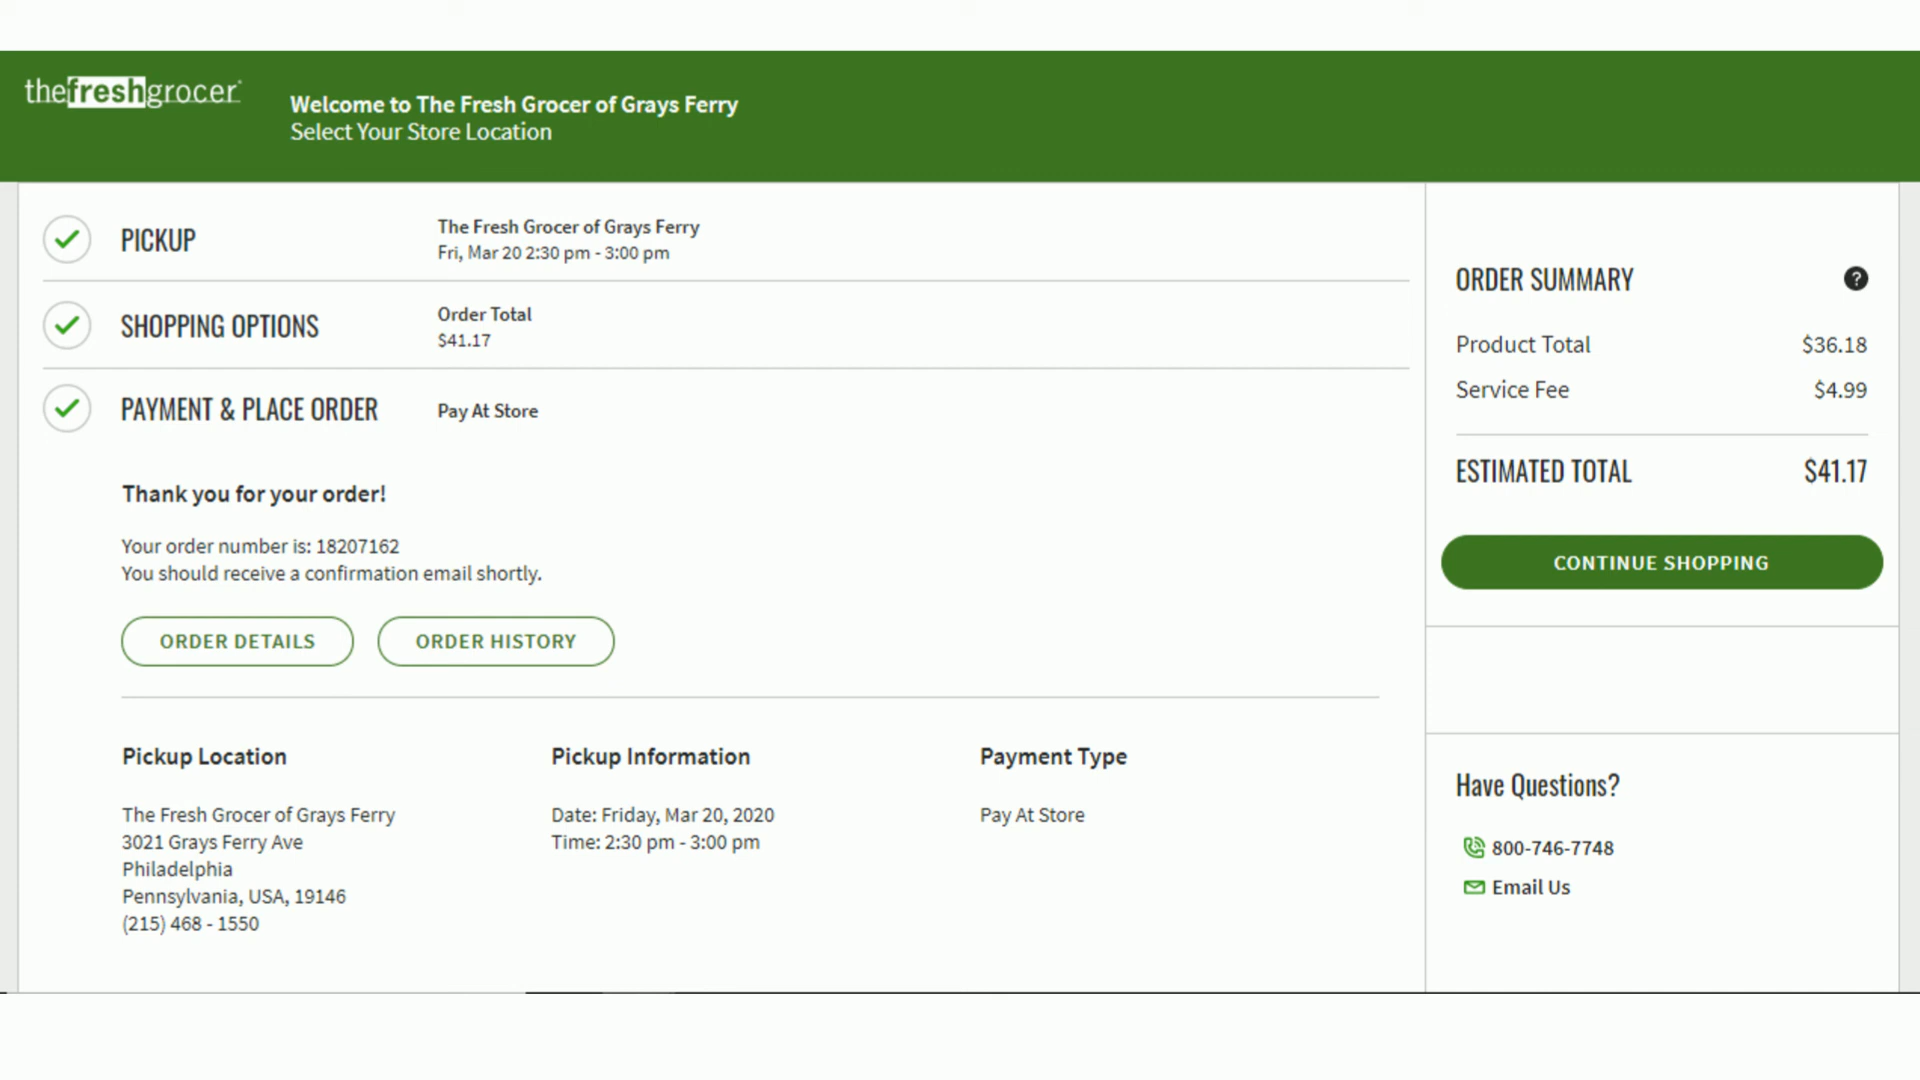 thefreshgrocer
Welcome to The Fresh Grocer of Grays Ferry
Select Your Store Location
PICKUP
The Fresh Grocer of Grays Ferry
Fri, Mar 20 2:30 pm - 3:00 pm
SHOPPING OPTIONS
Order Total
$41.17
PAYMENT & PLACE ORDER
Pay At Store
Thank you for your order!
Your order number is: 18207162
You should receive a confirmation email shortly.
ORDER DETAILS
ORDER HISTORY
Pickup Location
The Fresh Grocer of Grays Ferry
3021 Grays Ferry Ave
Philadelphia
Pennsylvania, USA, 19146
(215) 468 - 1550
Pickup Information
Date: Friday, Mar 20, 2020
Time: 2:30 pm - 3:00 pm
Payment Type
Pay At Store
ORDER SUMMARY ?
Product Total $36.18
Service Fee $4.99
ESTIMATED TOTAL $41.17
CONTINUE SHOPPING
Have Questions?
800-746-7748
Email Us